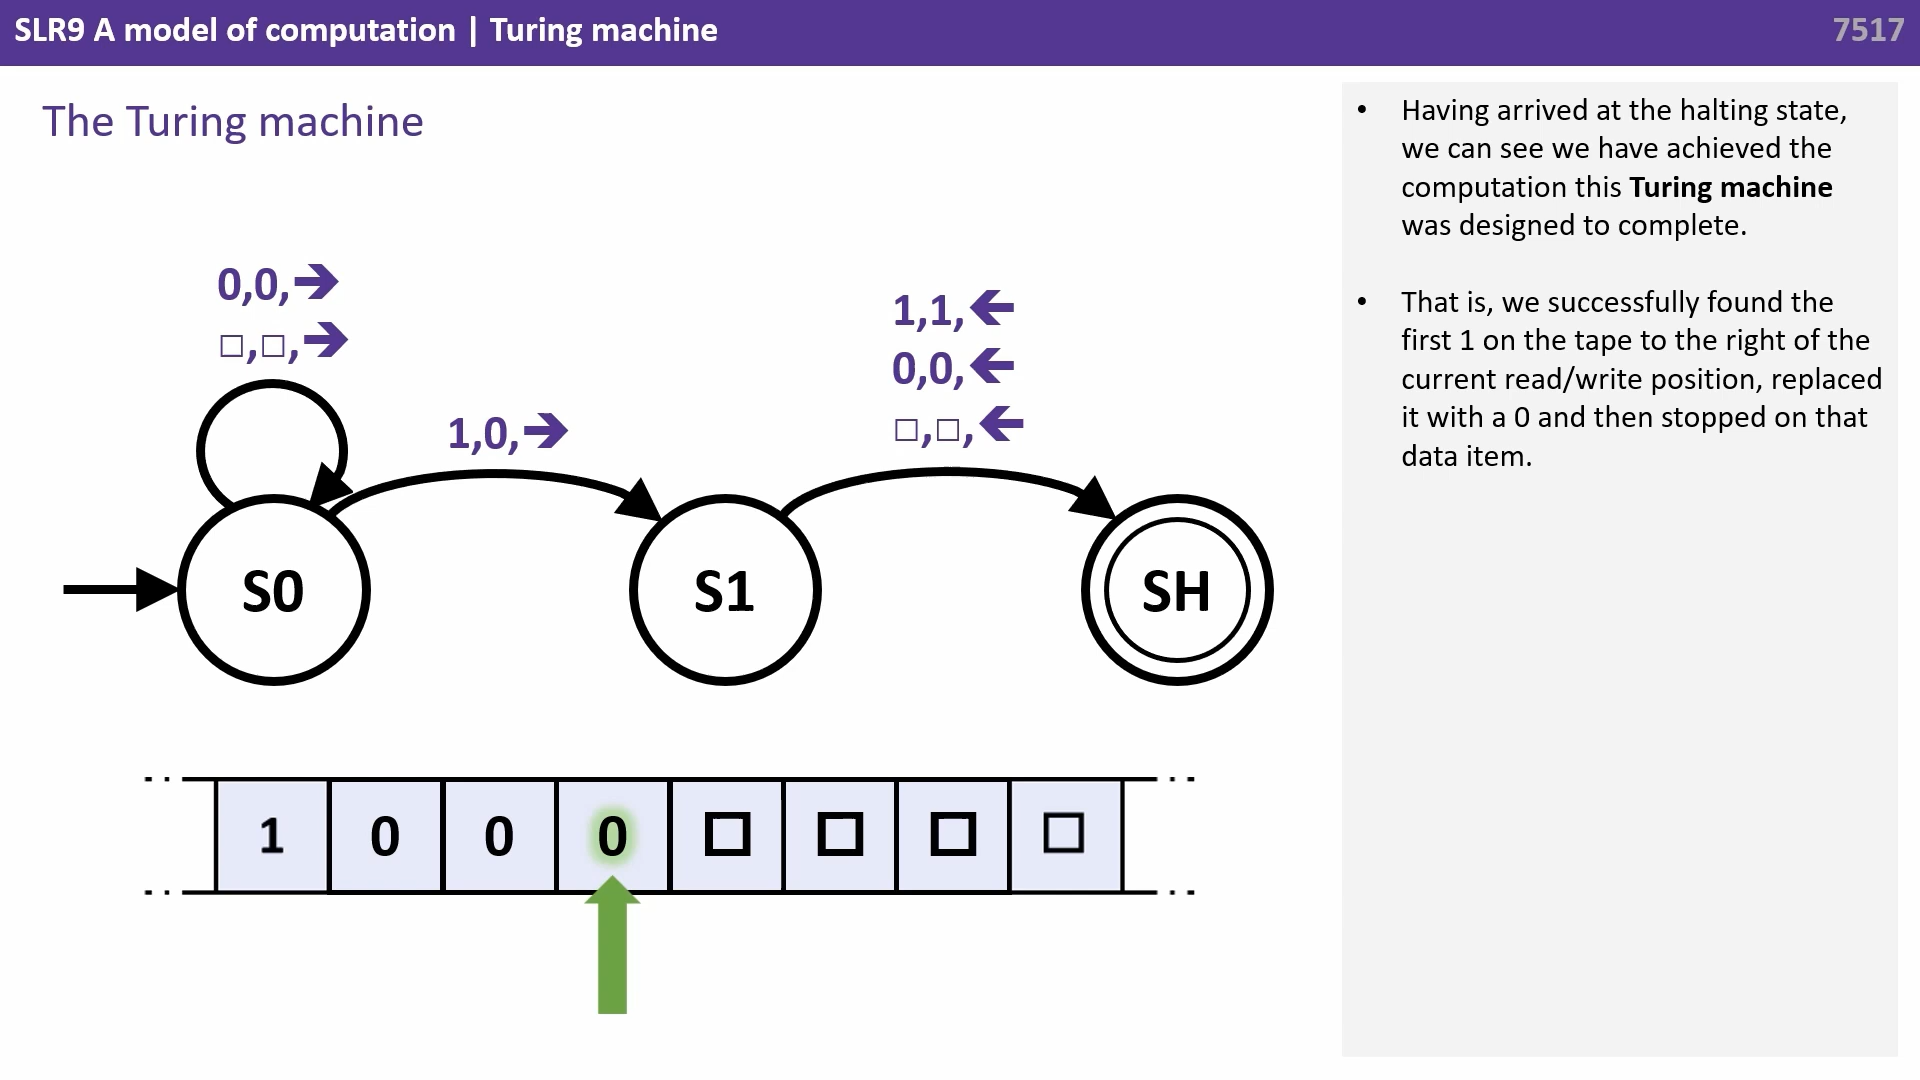 SLR9 A model of computation | Turing machine
7517
The Turing machine
0,0,🡪
□,□,🡪
1,0,🡪
1,1,🡨
0,0,🡨
□,□,🡨
S0
S1
SH
1 0 0 0 □ □ □ □
• Having arrived at the halting state,
we can see we have achieved the
computation this Turing machine
was designed to complete.
• That is, we successfully found the
first 1 on the tape to the right of the
current read/write position, replaced
it with a 0 and then stopped on that
data item.